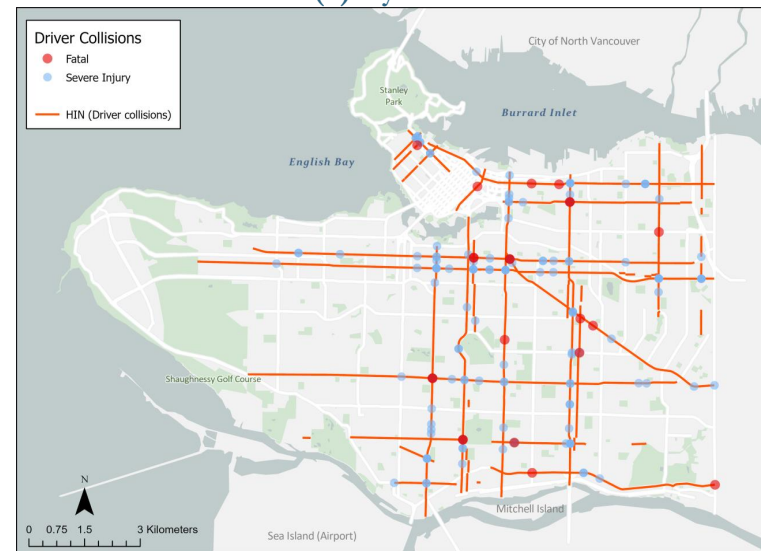 Driver Collisions
Fatal
Severe Injury
HIN (Driver collisions)
City of North Vancouver
Stanley
Park
Burrard Inlet
English Bay
Shaughnessy Golf Course
Mitchell Island
Sea Island (Airport)
N
0 0.75 1.5 3 Kilometers